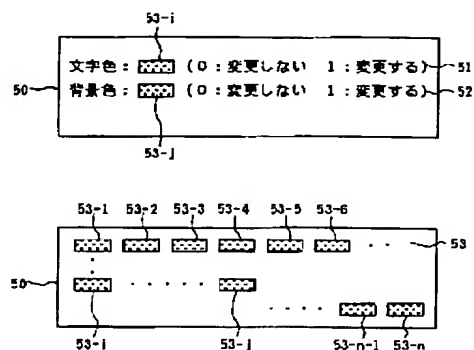 53-i
文字色： （0：変更しない 1：変更する） 51
50
背景色： （0：変更しない 1：変更する） 52
53-j
53-1 53-2 53-3 53-4 53-5 53-6
53
50
53-i 53-j 53-n-1 53-n